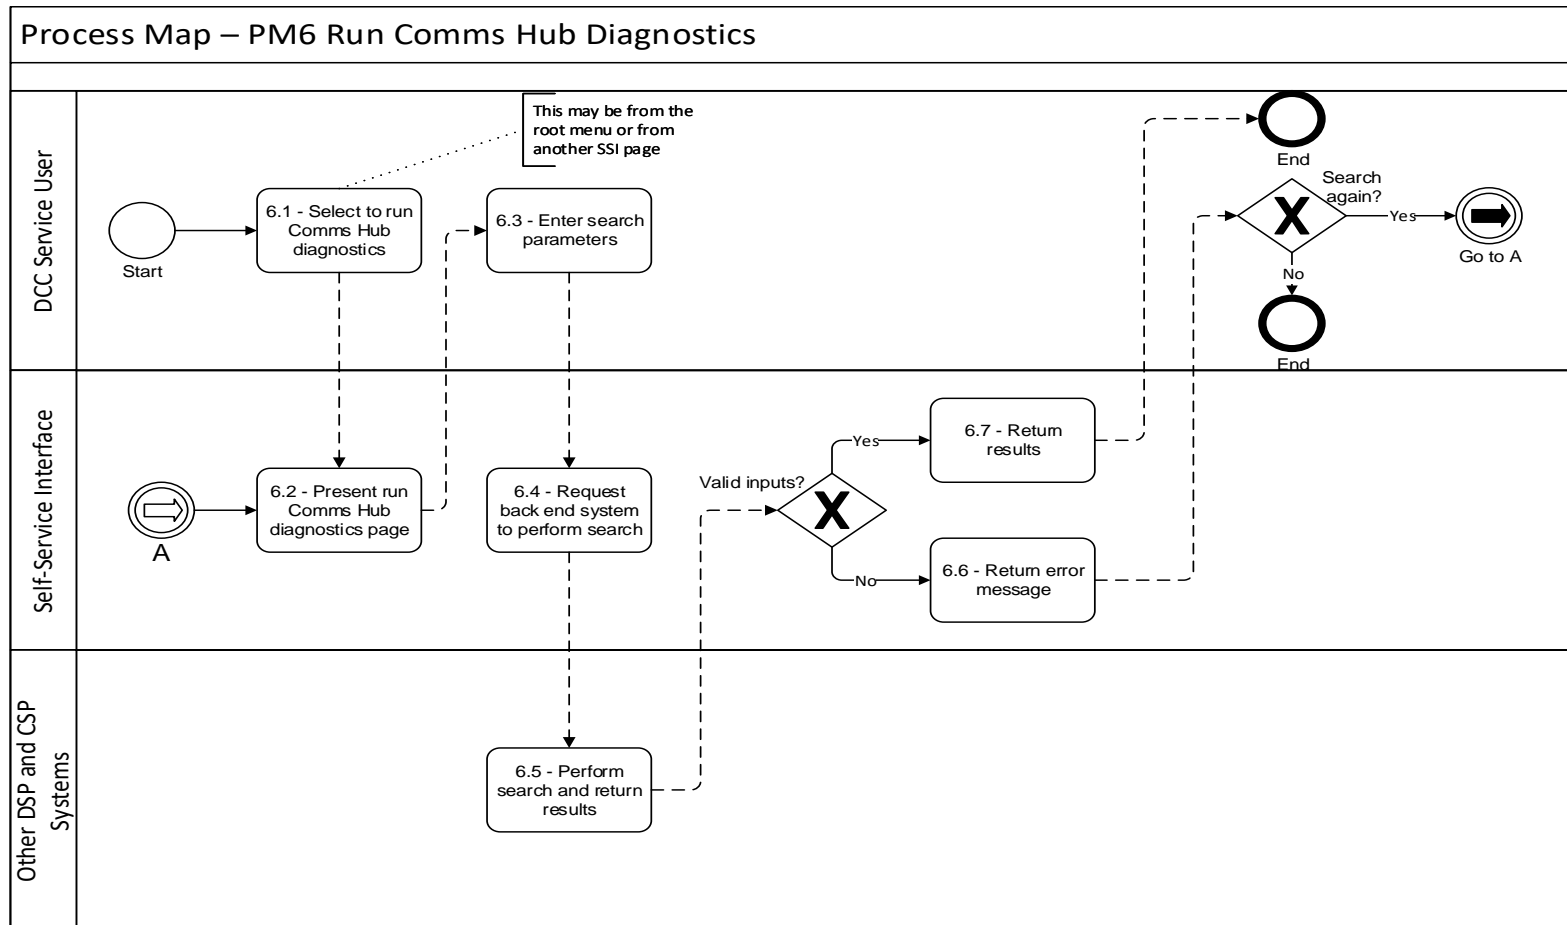 Process Map – PM6 Run Comms Hub Diagnostics
DCC Service User
Start
6.1 - Select to run
Comms Hub
diagnostics
This may be from the
root menu or from
another SSI page
6.3 - Enter search
parameters
End
Search
again?
Yes
Go to A
No
End
Self-Service Interface
A
6.2 - Present run
Comms Hub
diagnostics page
6.4 - Request
back end system
to perform search
Valid inputs?
Yes
6.7 - Return
results
No
6.6 - Return error
message
Other DSP and CSP
Systems
6.5 - Perform
search and return
results